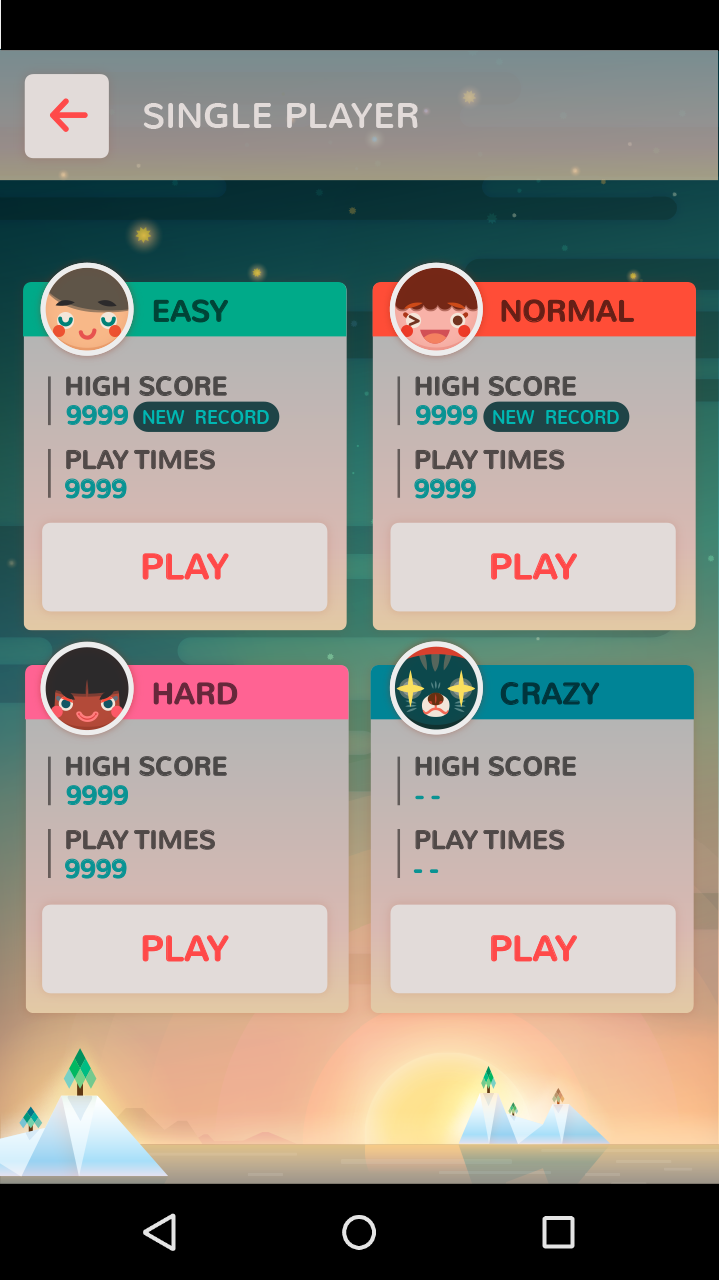 SINGLE PLAYER
EASY
HIGH SCORE
9999 NEW RECORD
PLAY TIMES
9999
PLAY
NORMAL
HIGH SCORE
9999 NEW RECORD
PLAY TIMES
9999
PLAY
HARD
HIGH SCORE
9999
PLAY TIMES
9999
PLAY
CRAZY
HIGH SCORE
- -
PLAY TIMES
- -
PLAY